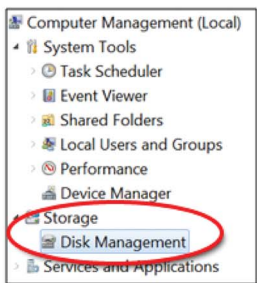 Computer Management (Local)
System Tools
Task Scheduler
Event Viewer
Shared Folders
Local Users and Groups
Performance
Device Manager
Storage
Disk Management
Services and Applications